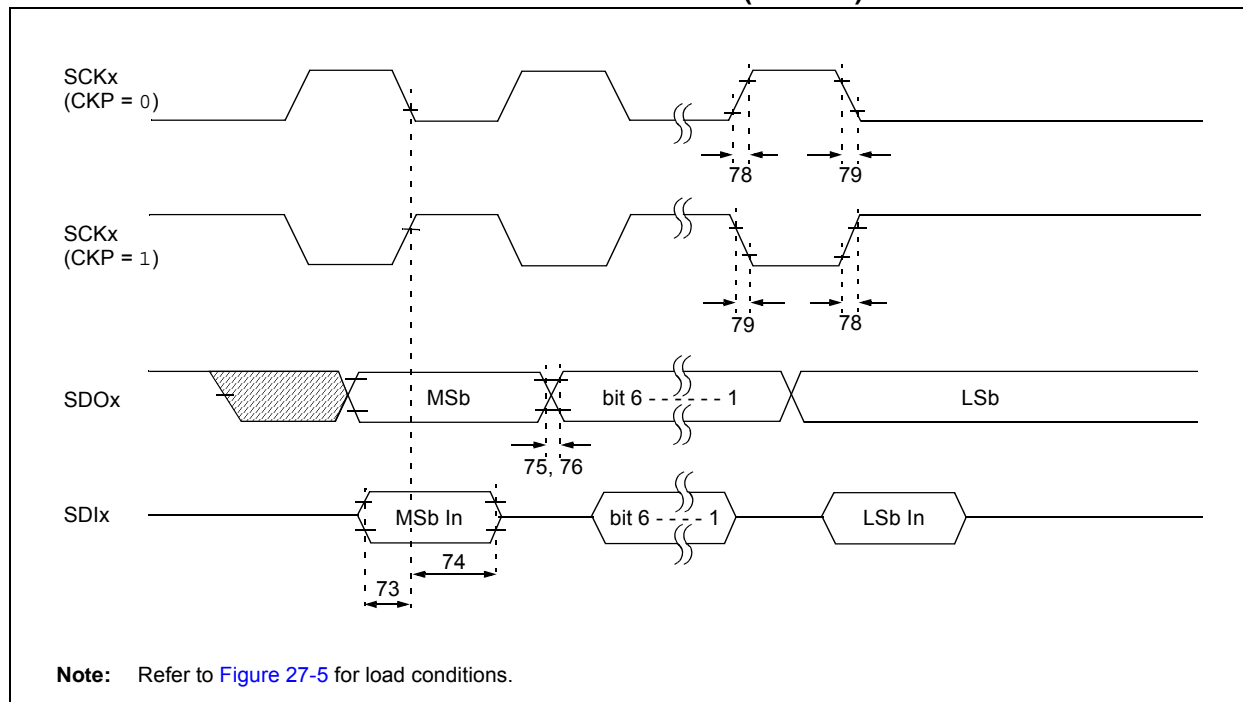 SCKx
(CKP = 0)
78
79
SCKx
(CKP = 1)
79
78
SDOx
MSb
bit 6 - - - - - - 1
LSb
75, 76
SDIx
MSb In
bit 6 - - - - 1
LSb In
74
73
Note: Refer to Figure 27-5 for load conditions.